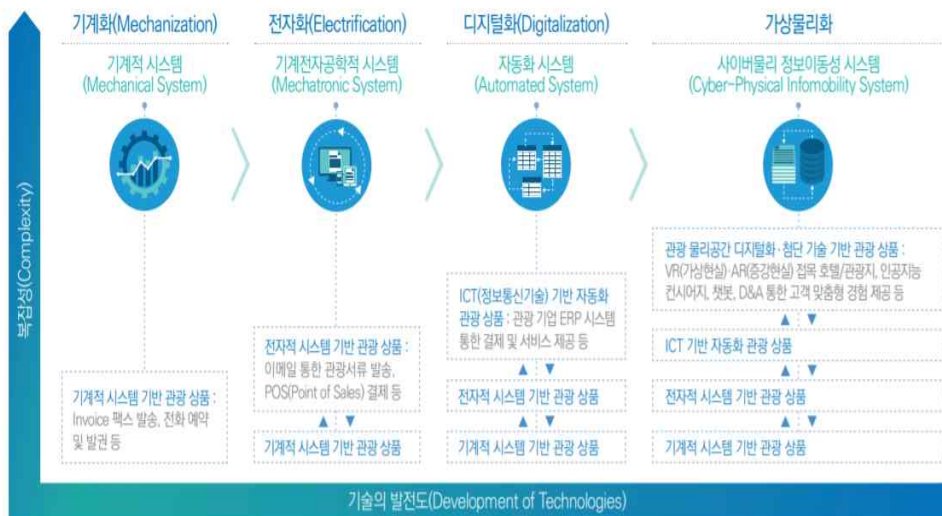 기계화(Mechanization)
기계적 시스템
(Mechanical System)
기계적 시스템 기반 관광 상품 :
Invoice 팩스 발송, 전화 예약
및 발권 등
전자화(Electrification)
기계전자공학적 시스템
(Mechatronic System)
전자적 시스템 기반 관광 상품 :
이메일 통한 관광서류 발송,
POS(Point of Sales) 결제 등
▲ ▼
기계적 시스템 기반 관광 상품
디지털화(Digitalization)
자동화 시스템
(Automated System)
ICT(정보통신기술) 기반 자동화
관광 상품 : 관광 기업 ERP 시스템
통한 결제 및 서비스 제공 등
▲ ▼
전자적 시스템 기반 관광 상품
▲ ▼
기계적 시스템 기반 관광 상품
가상물리화
사이버물리 정보이동성 시스템
(Cyber-Physical Infomobility System)
관광 물리공간 디지털화·첨단 기술 기반 관광 상품 :
VR(가상현실)·AR(증강현실) 접목 호텔/관광지, 인공지능
컨시어지, 챗봇, D&A 통한 고객 맞춤형 경험 제공 등
▲ ▼
ICT 기반 자동화 관광 상품
▲ ▼
전자적 시스템 기반 관광 상품
▲ ▼
기계적 시스템 기반 관광 상품
복잡성(Complexity)
기술의 발전도(Development of Technologies)